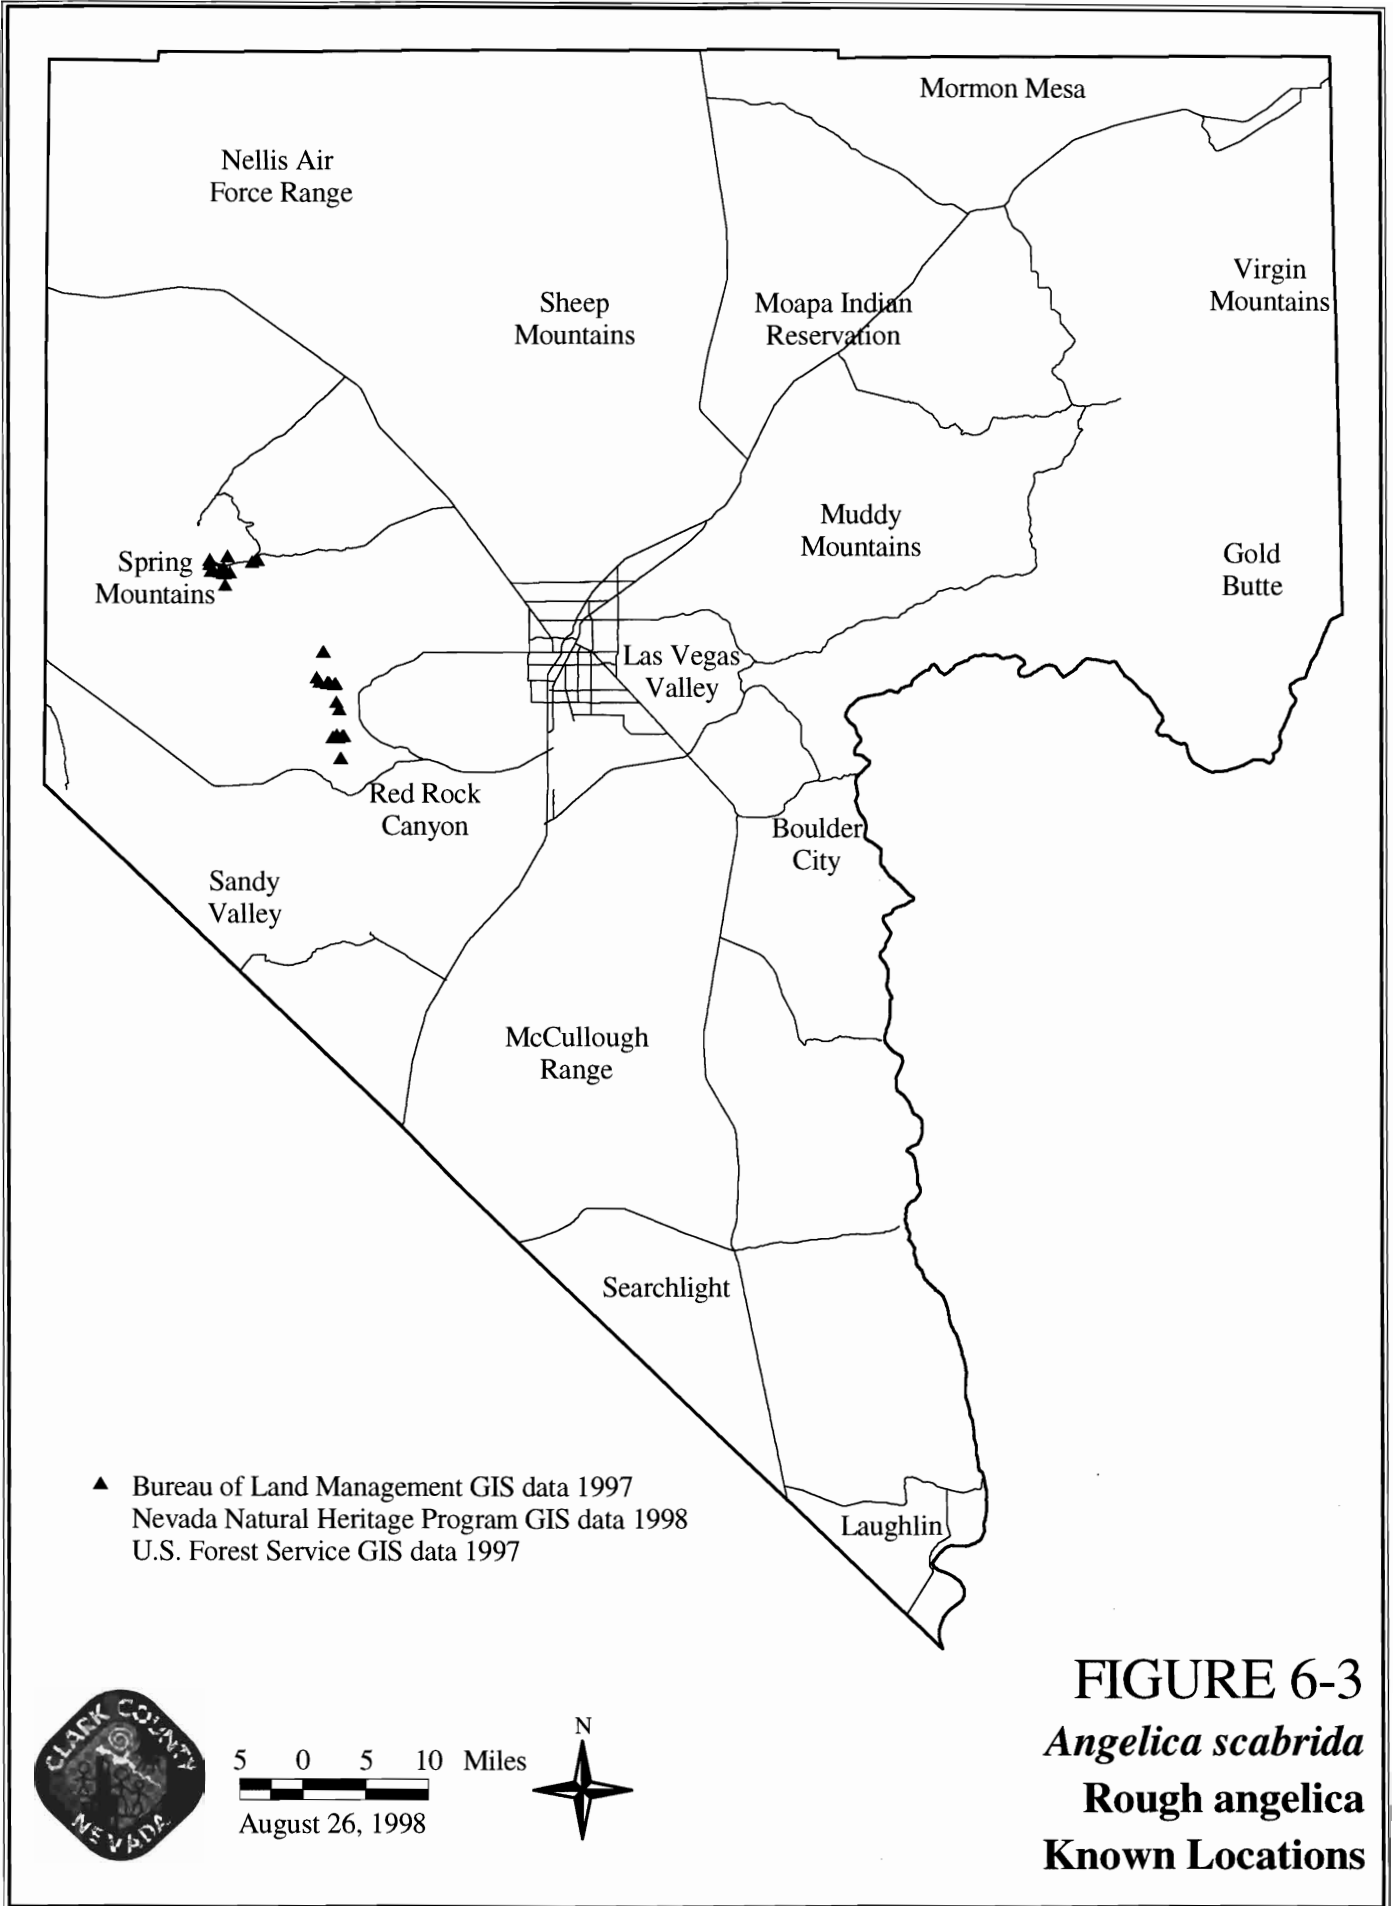 Mormon Mesa
Nellis Air
Force Range
Virgin
Mountains
Sheep
Mountains
Moapa Indian
Reservation
Muddy
Mountains
Gold
Butte
Spring
Mountains
Las Vegas
Valley
Red Rock
Canyon
Boulder
City
Sandy
Valley
McCullough
Range
Searchlight
Bureau of Land Management GIS data 1997
Nevada Natural Heritage Program GIS data 1998
U.S. Forest Service GIS data 1997
Laughlin
FIGURE 6-3
Angelica scabrida
Rough angelica
Known Locations
CLARK COUNTY
NEVADA
5 0 5 10 Miles
August 26, 1998
N